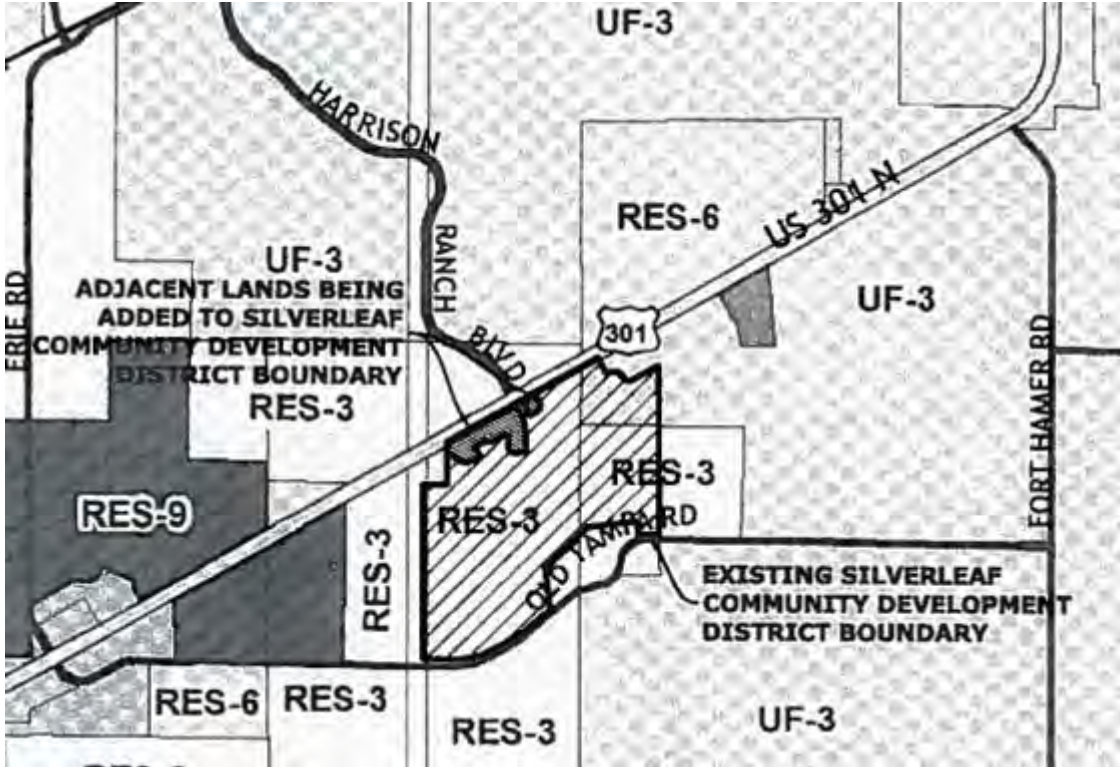 UF-3
HARRISON
RANCH
BLVD
RES-6
US 301 N
UF-3
ADJACENT LANDS BEING
ADDED TO SILVERLEAF
COMMUNITY DEVELOPMENT
DISTRICT BOUNDARY
301
UF-3
ERIE RD
FORT HAMER RD
RES-3
RES-3
RES-9
RES-3
RES-3
OLD TAMPA RD
EXISTING SILVERLEAF
COMMUNITY DEVELOPMENT
DISTRICT BOUNDARY
RES-6
RES-3
RES-3
UF-3